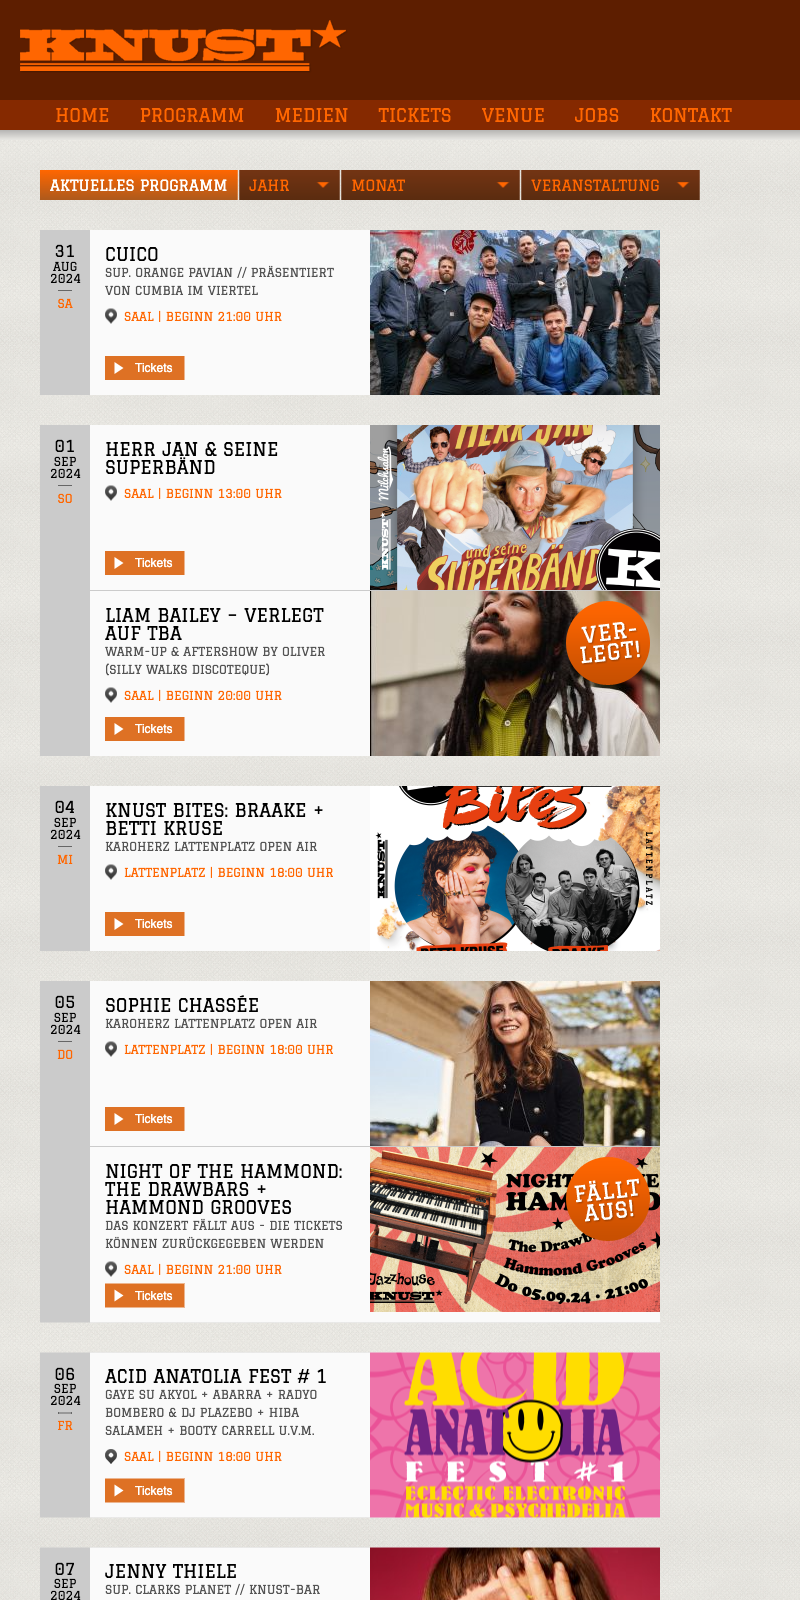 KNUST*
HOME PROGRAMM MEDIEN TICKETS VENUE JOBS KONTAKT
AKTUELLES PROGRAMM JAHR MONAT VERANSTALTUNG
31
AUG
2024
SA
CUICO
SUP. ORANGE PAVIAN // PRÄSENTIERT
VON CUMBIA IM VIERTEL
SAAL | BEGINN 21:00 UHR
Tickets
01
SEP
2024
SO
HERR JAN & SEINE
SUPERBÄND
SAAL | BEGINN 13:00 UHR
Tickets
HERR JAN
Milchsalon
KNUST*
und seine
SUPERBÄND
K
LIAM BAILEY – VERLEGT
AUF TBA
WARM-UP & AFTERSHOW BY OLIVER
(SILLY WALKS DISCOTEQUE)
SAAL | BEGINN 20:00 UHR
Tickets
VER-
LEGT!
04
SEP
2024
MI
KNUST BITES: BRAAKE +
BETTI KRUSE
KAROHERZ LATTENPLATZ OPEN AIR
LATTENPLATZ | BEGINN 18:00 UHR
Tickets
Bites
KNUST*
LATTENPLATZ
BETTI KRUSE
BRAAKE
05
SEP
2024
DO
SOPHIE CHASSÉE
KAROHERZ LATTENPLATZ OPEN AIR
LATTENPLATZ | BEGINN 18:00 UHR
Tickets
NIGHT OF THE HAMMOND:
THE DRAWBARS +
HAMMOND GROOVES
DAS KONZERT FÄLLT AUS - DIE TICKETS
KÖNNEN ZURÜCKGEGEBEN WERDEN
SAAL | BEGINN 21:00 UHR
Tickets
NIGHT
FÄLLT
AUS!
The
Hammond Grooves
Do 05.09.24 · 21:00
Jazzhouse
KNUST*
06
SEP
2024
FR
ACID ANATOLIA FEST # 1
GAYE SU AKYOL + ABARRA + RADYO
BOMBERO & DJ PLAZEBO + HIBA
SALAMEH + BOOTY CARRELL U.V.M.
SAAL | BEGINN 18:00 UHR
Tickets
ACID
ANATOLIA
FEST #1
ECLECTIC ELECTRONIC
MUSIC & PSYCHEDELIA
07
SEP
2024
JENNY THIELE
SUP. CLARKS PLANET // KNUST-BAR